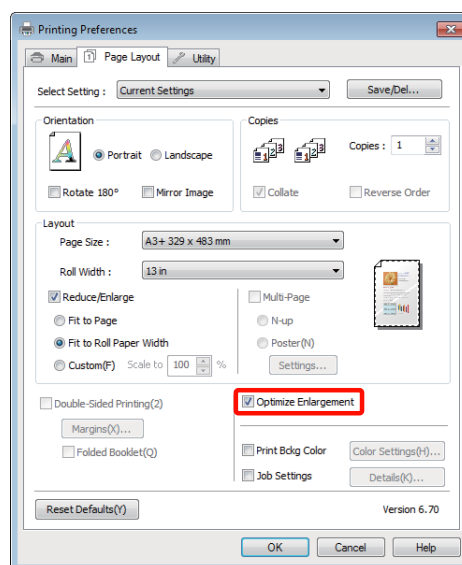 Printing Preferences
Main Page Layout Utility
Select Setting : Current Settings Save/Del...
Orientation Copies
Portrait Landscape Copies : 1
Rotate 180° Mirror Image Collate Reverse Order
Layout
Page Size : A3+ 329 x 483 mm
Roll Width : 13 in
Reduce/Enlarge Multi-Page
Fit to Page N-up
Fit to Roll Paper Width Poster(N)
Custom(F) Scale to 100 % Settings...
Double-Sided Printing(2) Optimize Enlargement
Margins(X)...
Folded Booklet(Q) Print Bckg Color Color Settings(H)...
Job Settings Details(K)...
Reset Defaults(Y) Version 6.70
OK Cancel Help